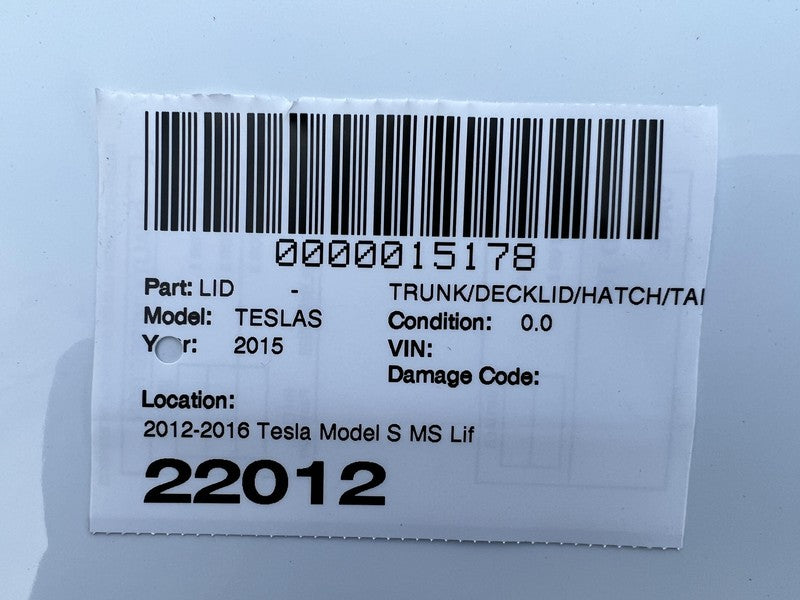 0000015178
Part: LID - TRUNK/DECKLID/HATCH/TAI
Model: TESLAS Condition: 0.0
Y r: 2015 VIN:
Damage Code:
Location:
2012-2016 Tesla Model S MS Lif
22012